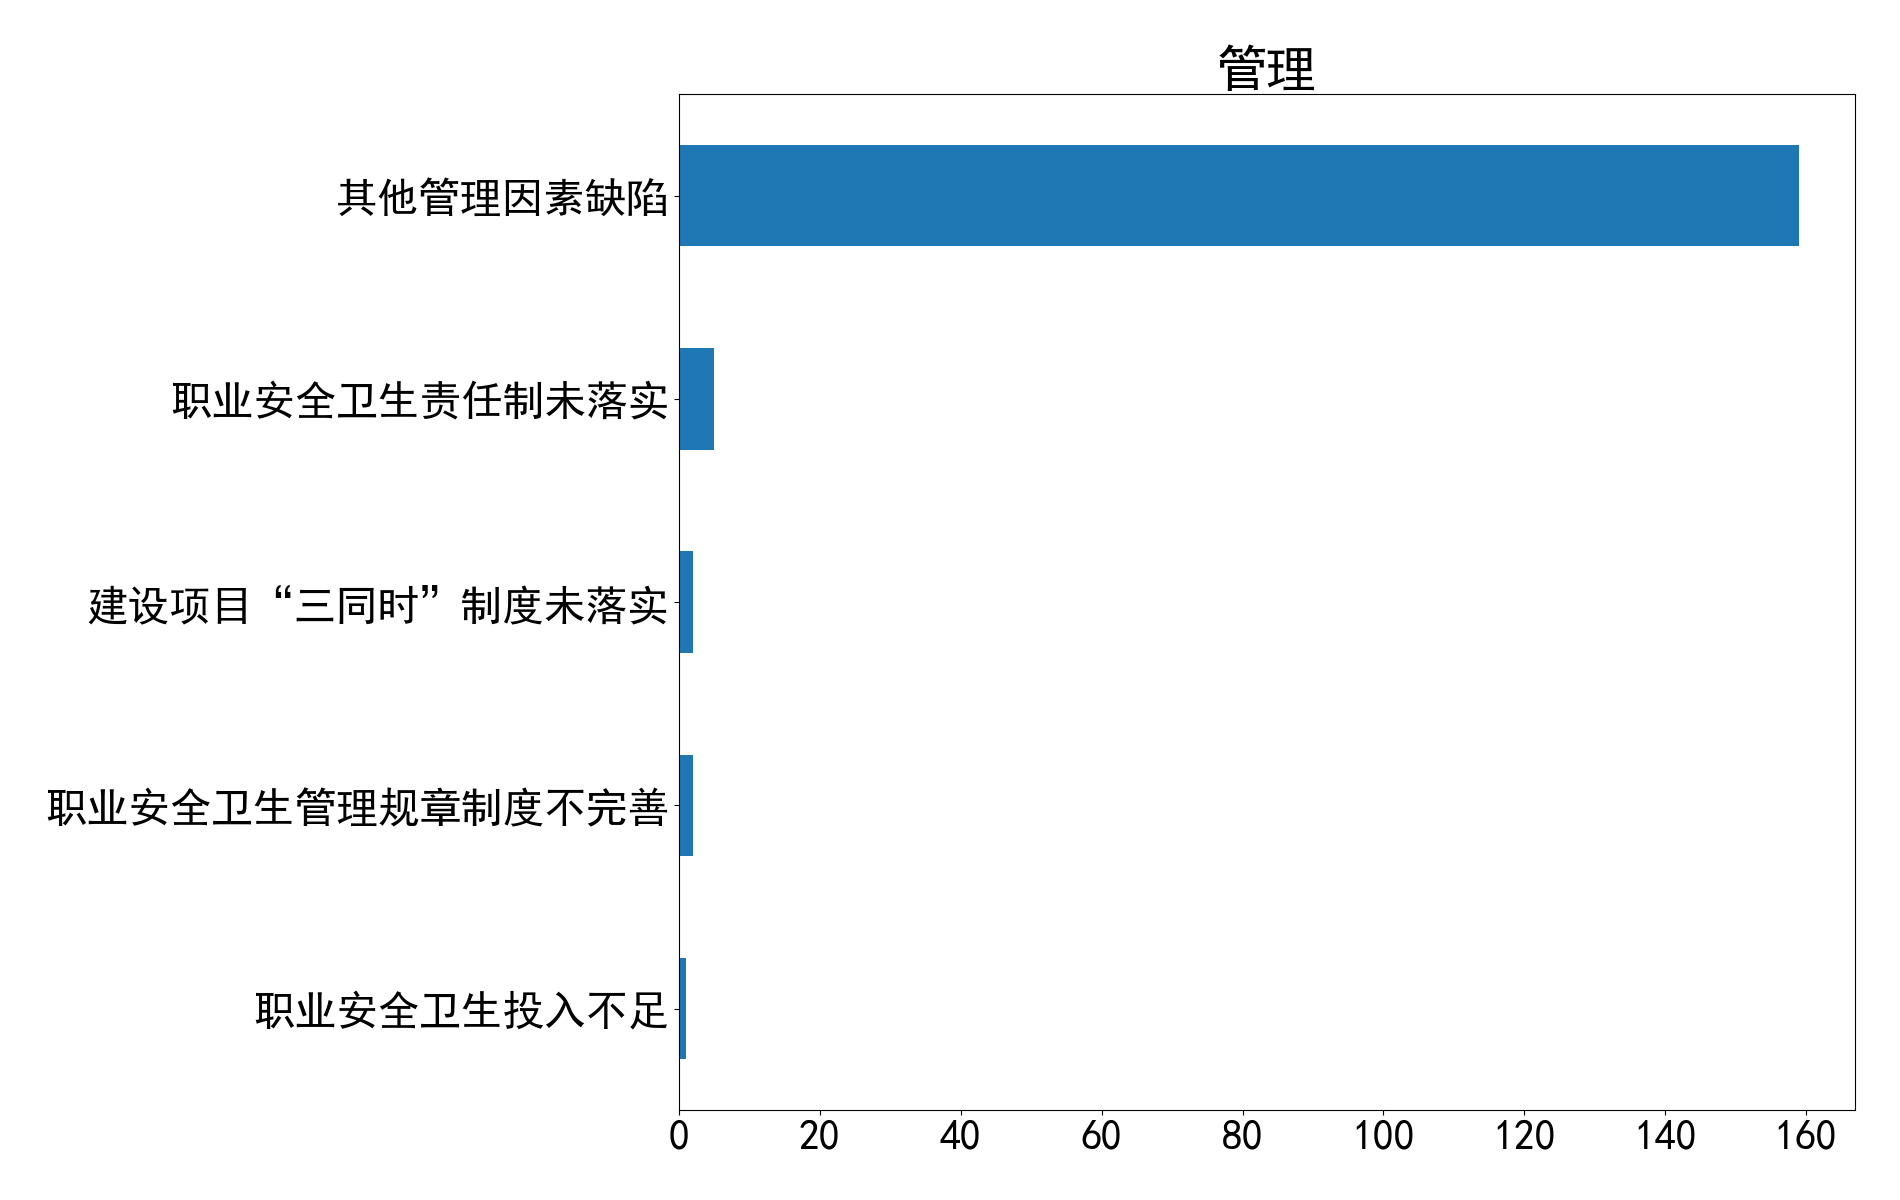 管理
其他管理因素缺陷
职业安全卫生责任制未落实
建设项目“三同时”制度未落实
职业安全卫生管理规章制度不完善
职业安全卫生投入不足
0 20 40 60 80 100 120 140 160